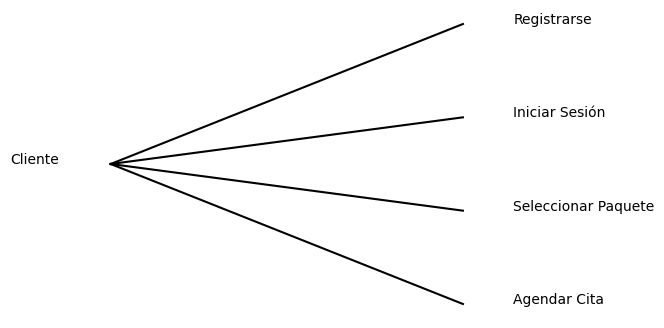 Registrarse
Iniciar Sesión
Cliente
Seleccionar Paquete
Agendar Cita